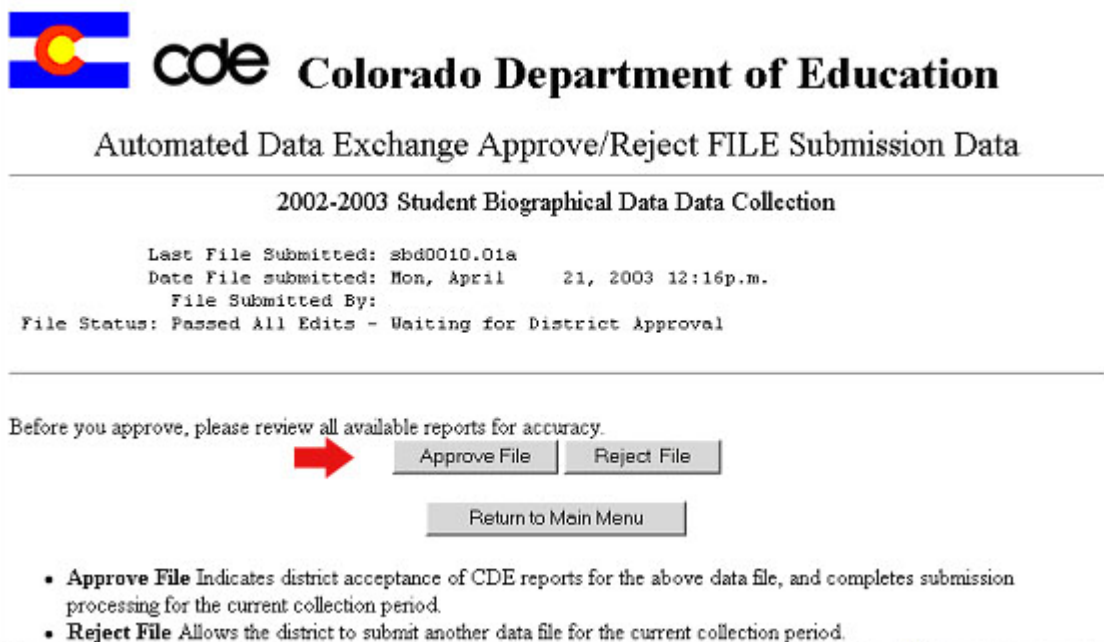 cde Colorado Department of Education
Automated Data Exchange Approve/Reject FILE Submission Data
2002-2003 Student Biographical Data Data Collection
Last File Submitted: sbd0010.01a
Date File submitted: Mon, April 21, 2003 12:16p.m.
File Submitted By:
File Status: Passed All Edits - Waiting for District Approval
Before you approve, please review all available reports for accuracy.
Approve File Reject File
Return to Main Menu
• Approve File Indicates district acceptance of CDE reports for the above data file, and completes submission
processing for the current collection period.
• Reject File Allows the district to submit another data file for the current collection period.